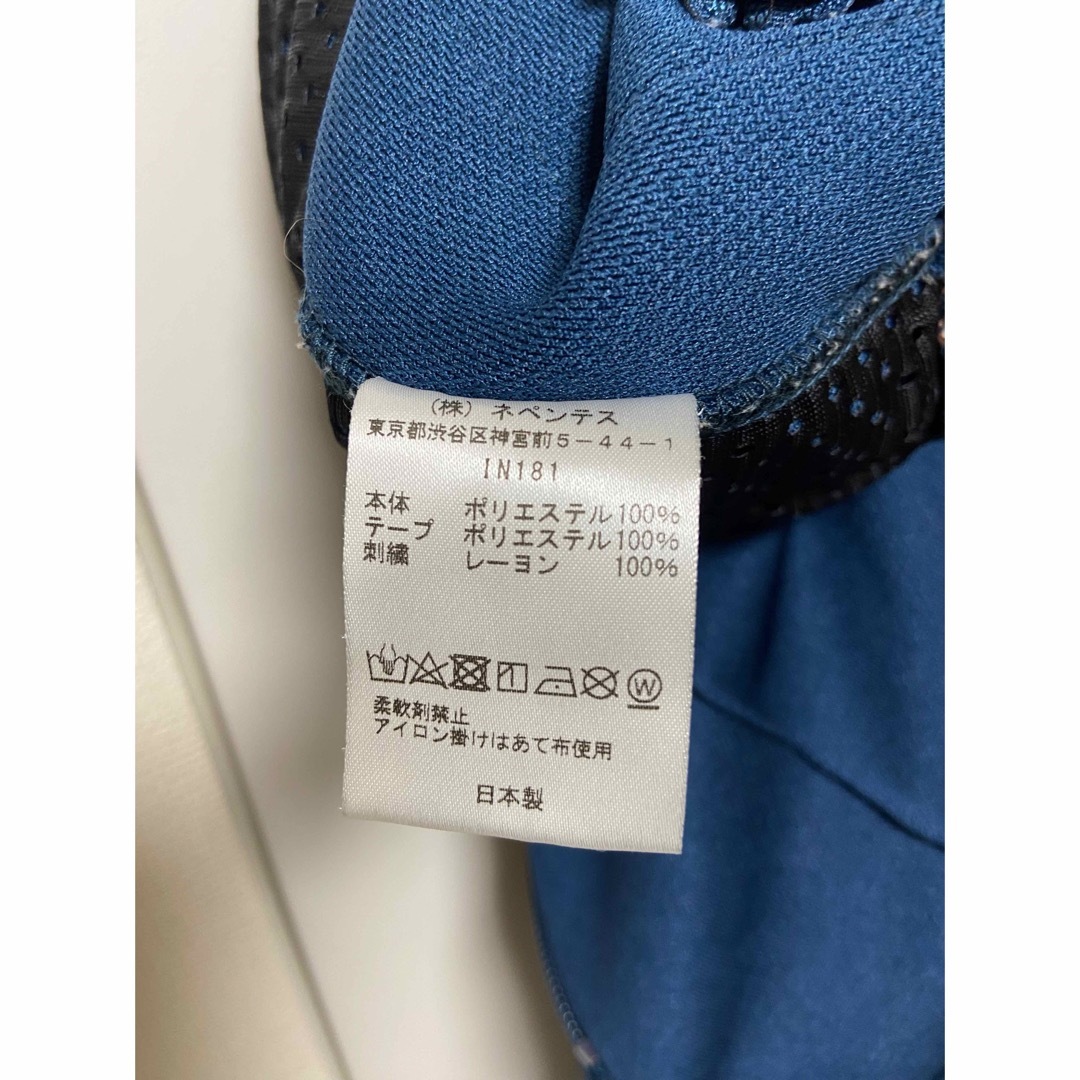 (株) ネペンテス
東京都渋谷区神宮前5-44-1
IN181
本体 ポリエステル100%
テープ ポリエステル100%
刺繍 レーヨン 100%
W
柔軟剤禁止
アイロン掛けはあて布使用
日本製